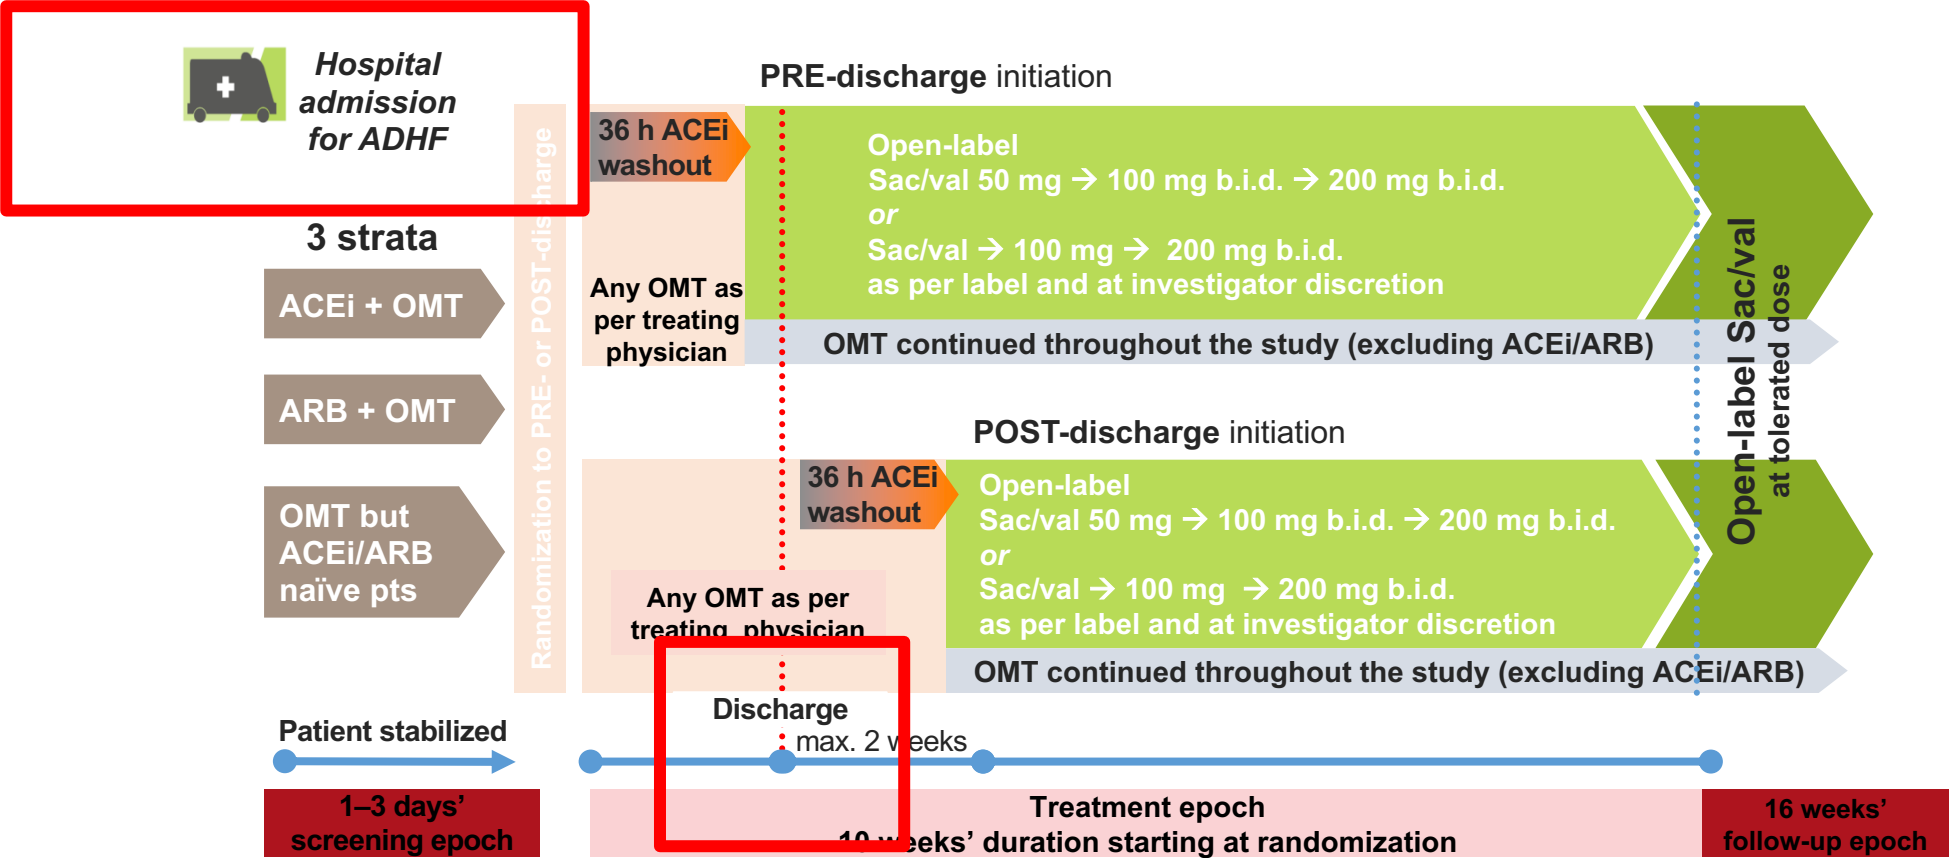 Hospital
admission
for ADHF
3 strata
ACEi + OMT
ARB + OMT
OMT but
ACEi/ARB
naïve pts
Randomization to PRE- or POST-discharge
PRE-discharge initiation
36 h ACEi
washout
Any OMT as
per treating
physician
Open-label
Sac/val 50 mg → 100 mg b.i.d. → 200 mg b.i.d.
or
Sac/val → 100 mg → 200 mg b.i.d.
as per label and at investigator discretion
OMT continued throughout the study (excluding ACEi/ARB)
POST-discharge initiation
36 h ACEi
washout
Any OMT as per
treating physician
Open-label
Sac/val 50 mg → 100 mg b.i.d. → 200 mg b.i.d.
or
Sac/val → 100 mg → 200 mg b.i.d.
as per label and at investigator discretion
OMT continued throughout the study (excluding ACEi/ARB)
Open-label Sac/val
at tolerated dose
Patient stabilized
Discharge
max. 2 weeks
1–3 days’
screening epoch
Treatment epoch
10 weeks’ duration starting at randomization
16 weeks’
follow-up epoch